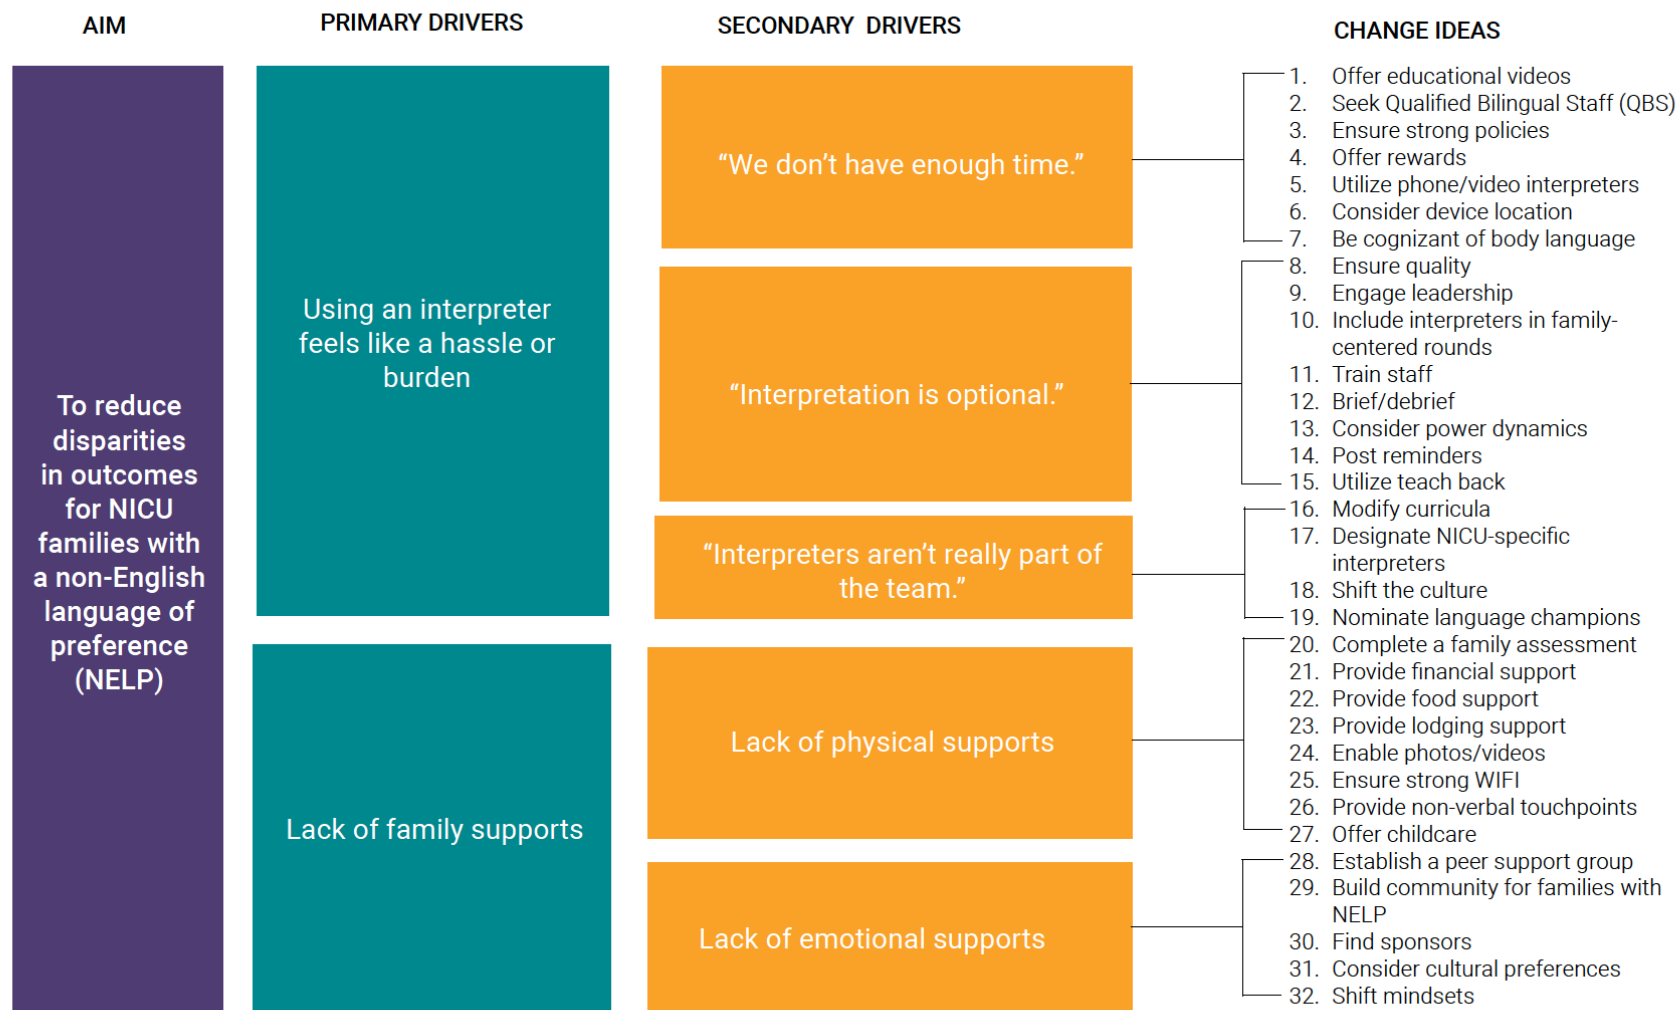 AIM
PRIMARY DRIVERS
SECONDARY DRIVERS
CHANGE IDEAS
To reduce
disparities
in outcomes
for NICU
families with
a non-English
language of
preference
(NELP)
Using an interpreter
feels like a hassle or
burden
Lack of family supports
“We don’t have enough time.”
“Interpretation is optional.”
“Interpreters aren’t really part of
the team.”
Lack of physical supports
Lack of emotional supports
1. Offer educational videos
2. Seek Qualified Bilingual Staff (QBS)
3. Ensure strong policies
4. Offer rewards
5. Utilize phone/video interpreters
6. Consider device location
7. Be cognizant of body language
8. Ensure quality
9. Engage leadership
10. Include interpreters in family-
centered rounds
11. Train staff
12. Brief/debrief
13. Consider power dynamics
14. Post reminders
15. Utilize teach back
16. Modify curricula
17. Designate NICU-specific
interpreters
18. Shift the culture
19. Nominate language champions
20. Complete a family assessment
21. Provide financial support
22. Provide food support
23. Provide lodging support
24. Enable photos/videos
25. Ensure strong WIFI
26. Provide non-verbal touchpoints
27. Offer childcare
28. Establish a peer support group
29. Build community for families with
NELP
30. Find sponsors
31. Consider cultural preferences
32. Shift mindsets